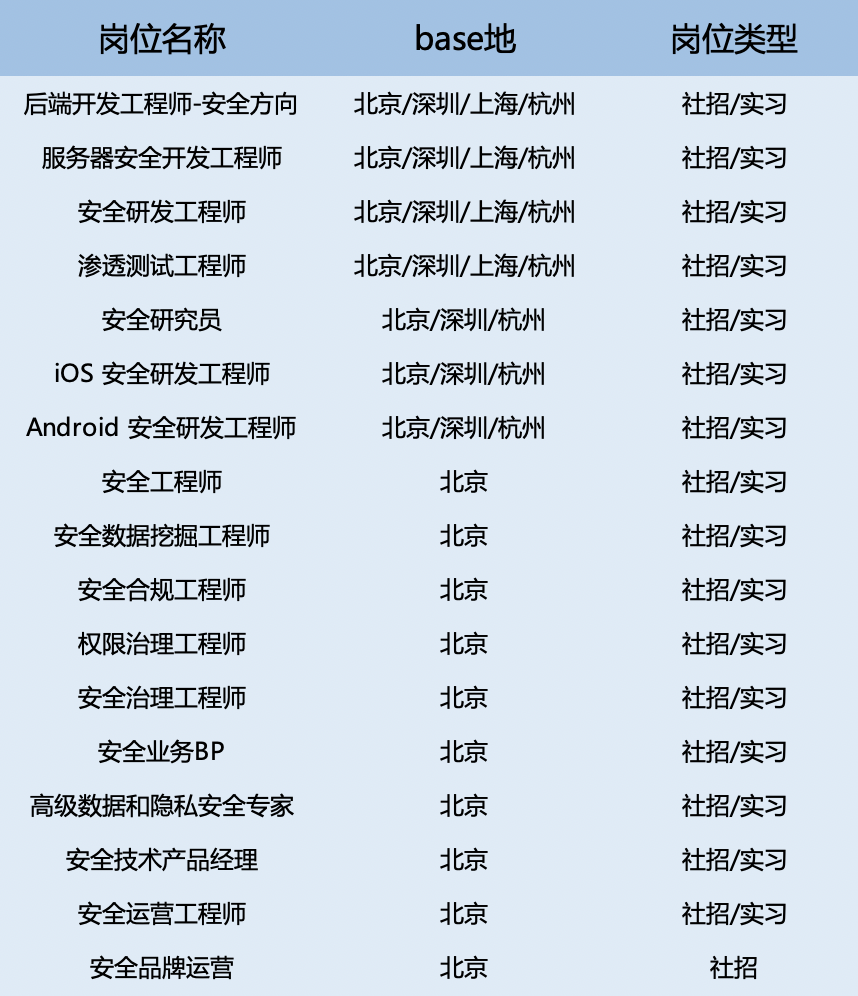 岗位名称 base地 岗位类型
后端开发工程师-安全方向 北京/深圳/上海/杭州 社招/实习
服务器安全开发工程师 北京/深圳/上海/杭州 社招/实习
安全研发工程师 北京/深圳/上海/杭州 社招/实习
渗透测试工程师 北京/深圳/上海/杭州 社招/实习
安全研究员 北京/深圳/杭州 社招/实习
iOS 安全研发工程师 北京/深圳/杭州 社招/实习
Android 安全研发工程师 北京/深圳/杭州 社招/实习
安全工程师 北京 社招/实习
安全数据挖掘工程师 北京 社招/实习
安全合规工程师 北京 社招/实习
权限治理工程师 北京 社招/实习
安全治理工程师 北京 社招/实习
安全业务BP 北京 社招/实习
高级数据和隐私安全专家 北京 社招/实习
安全技术产品经理 北京 社招/实习
安全运营工程师 北京 社招/实习
安全品牌运营 北京 社招